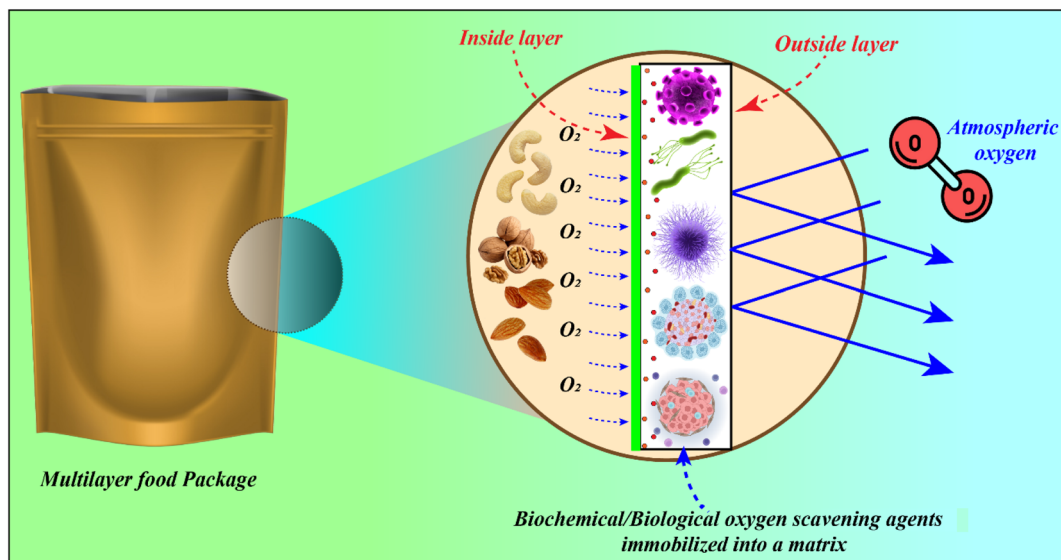 Inside layer
Outside layer
O₂
O₂
O₂
O₂
O₂
O₂
Atmospheric
oxygen
O
O
Multilayer food Package
Biochemical/Biological oxygen scavening agents
immobilized into a matrix